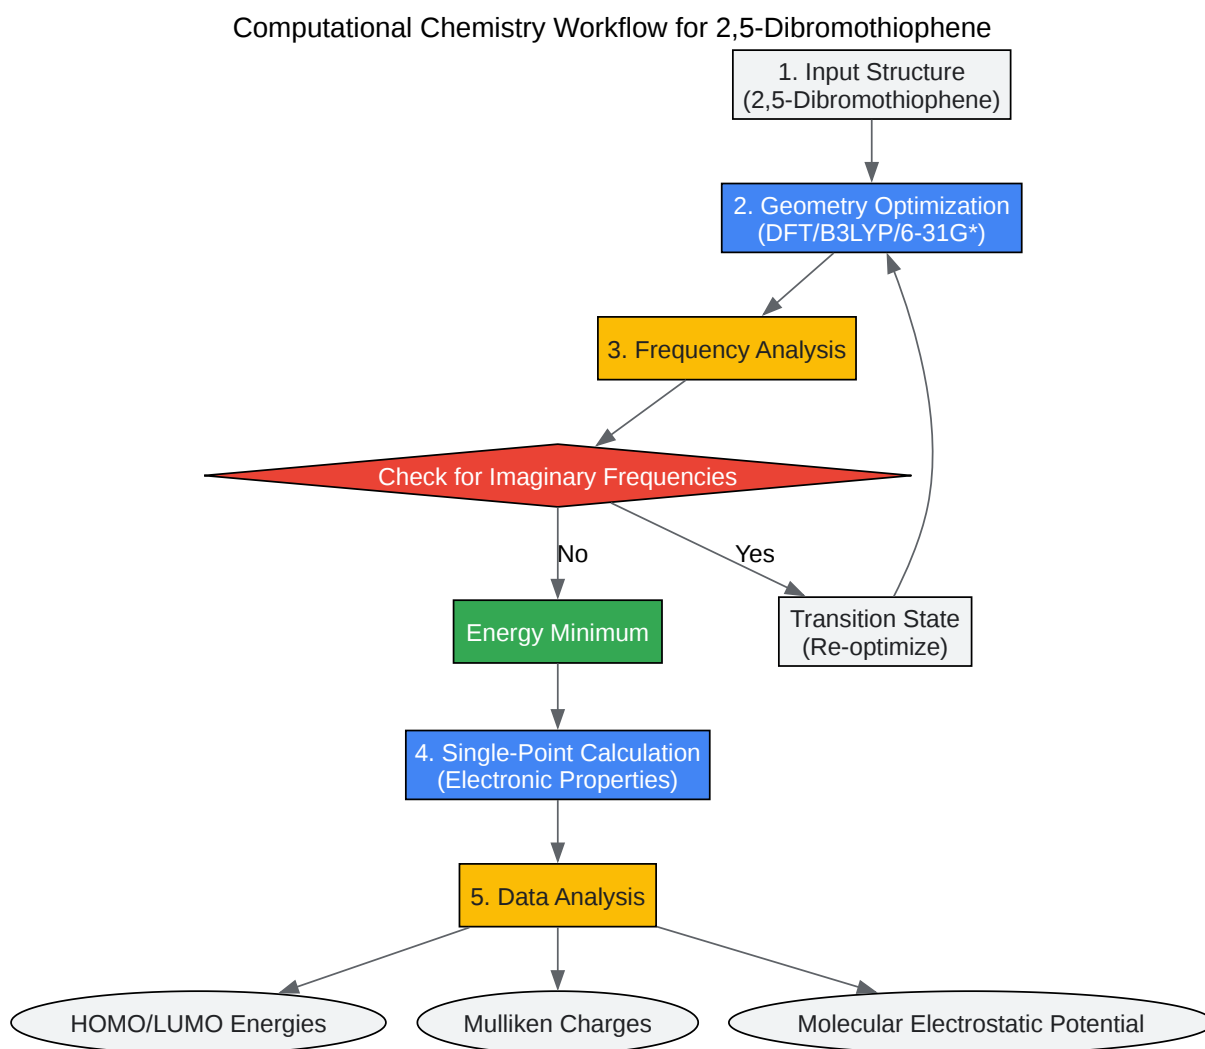 Computational Chemistry Workflow for 2,5-Dibromothiophene
1. Input Structure
(2,5-Dibromothiophene)
2. Geometry Optimization
(DFT/B3LYP/6-31G*)
3. Frequency Analysis
Check for Imaginary Frequencies
No
Yes
Energy Minimum
Transition State
(Re-optimize)
4. Single-Point Calculation
(Electronic Properties)
5. Data Analysis
HOMO/LUMO Energies
Mulliken Charges
Molecular Electrostatic Potential